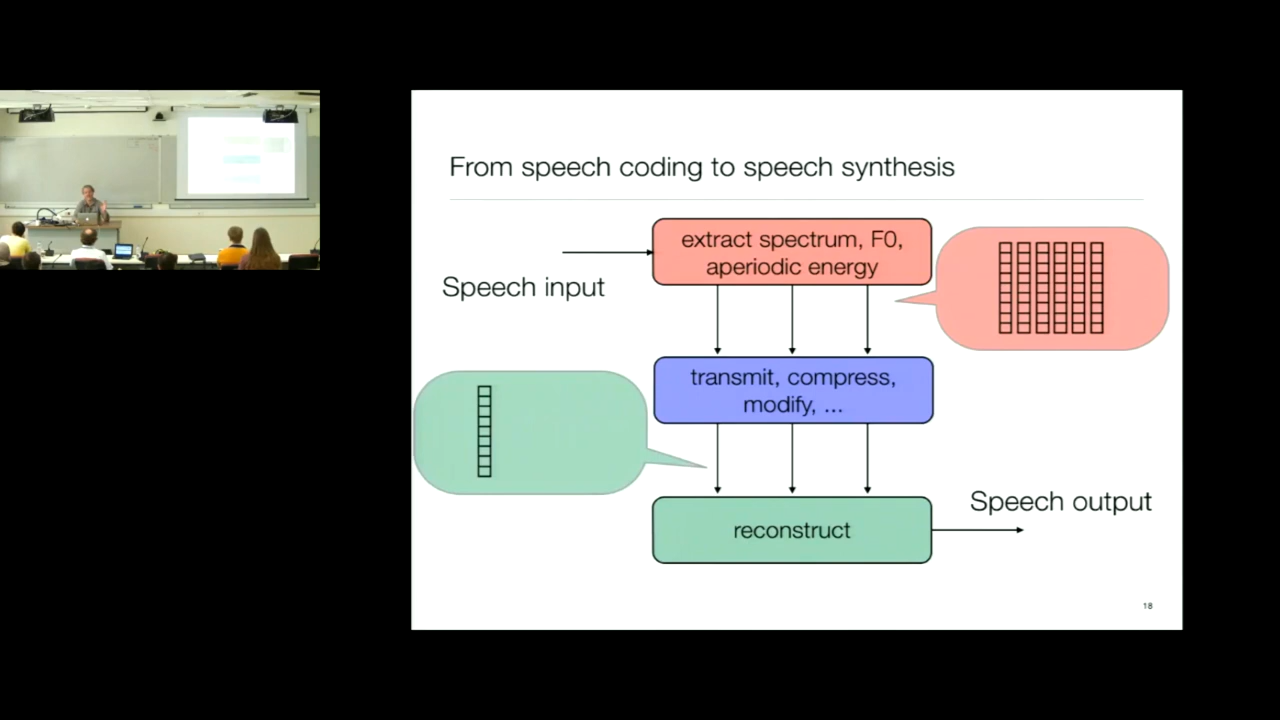 From speech coding to speech synthesis
extract spectrum, F0,
aperiodic energy
Speech input
transmit, compress,
modify, ...
Speech output
reconstruct
18